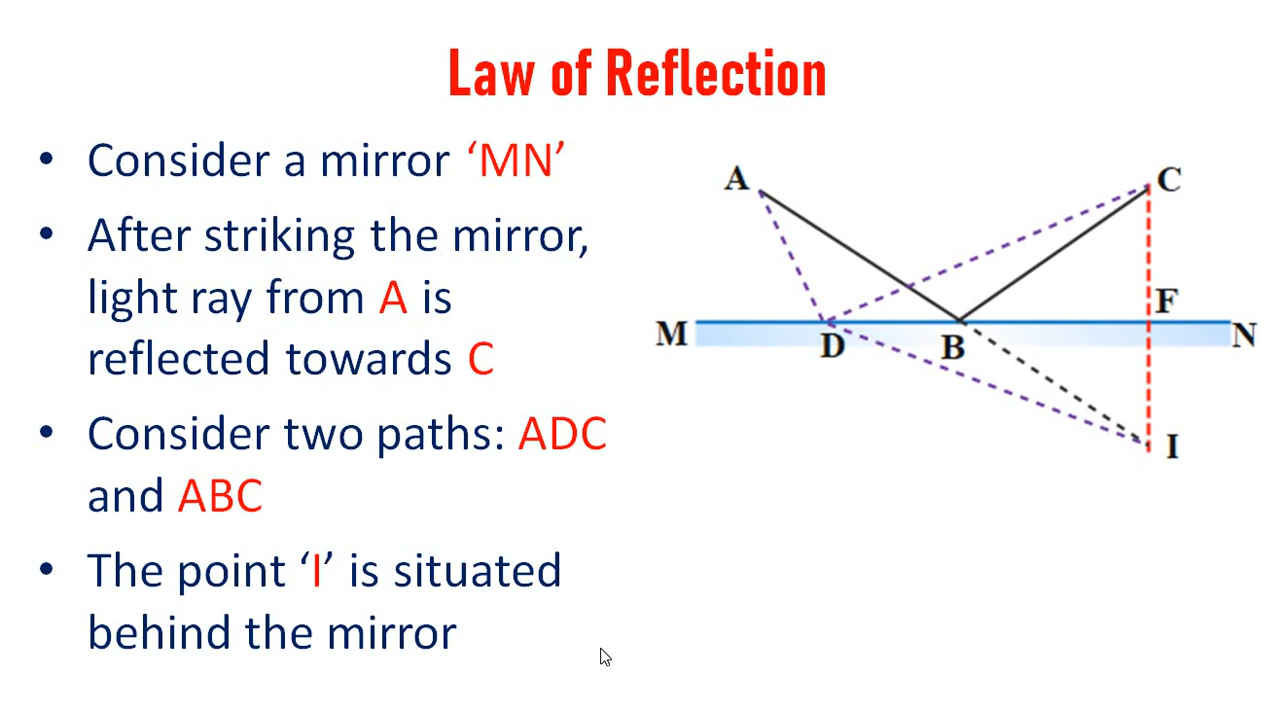 Law of Reflection
• Consider a mirror ‘MN’
• After striking the mirror,
light ray from A is
reflected towards C
• Consider two paths: ADC
and ABC
• The point ‘I’ is situated
behind the mirror
A
C
F
M
D
B
N
I